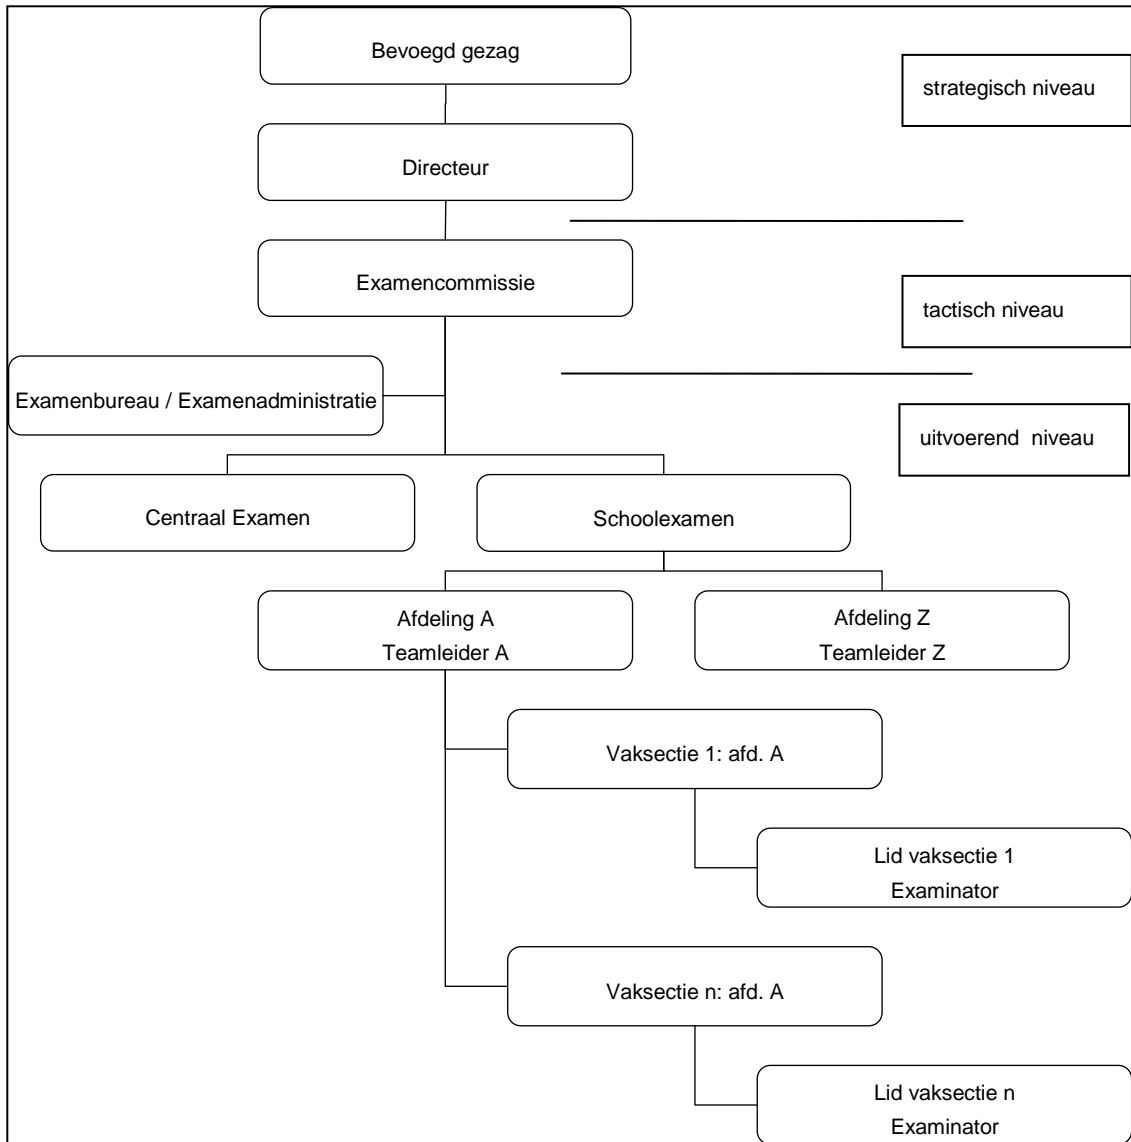 Bevoegd gezag
strategisch niveau
Directeur
Examencommissie
tactisch niveau
Examenbureau / Examenadministratie
uitvoerend  niveau
Centraal Examen
Schoolexamen
Afdeling A
Teamleider A
Afdeling Z
Teamleider Z
Vaksectie 1: afd. A
Lid vaksectie 1
Examinator
Vaksectie n: afd. A
Lid vaksectie n
Examinator